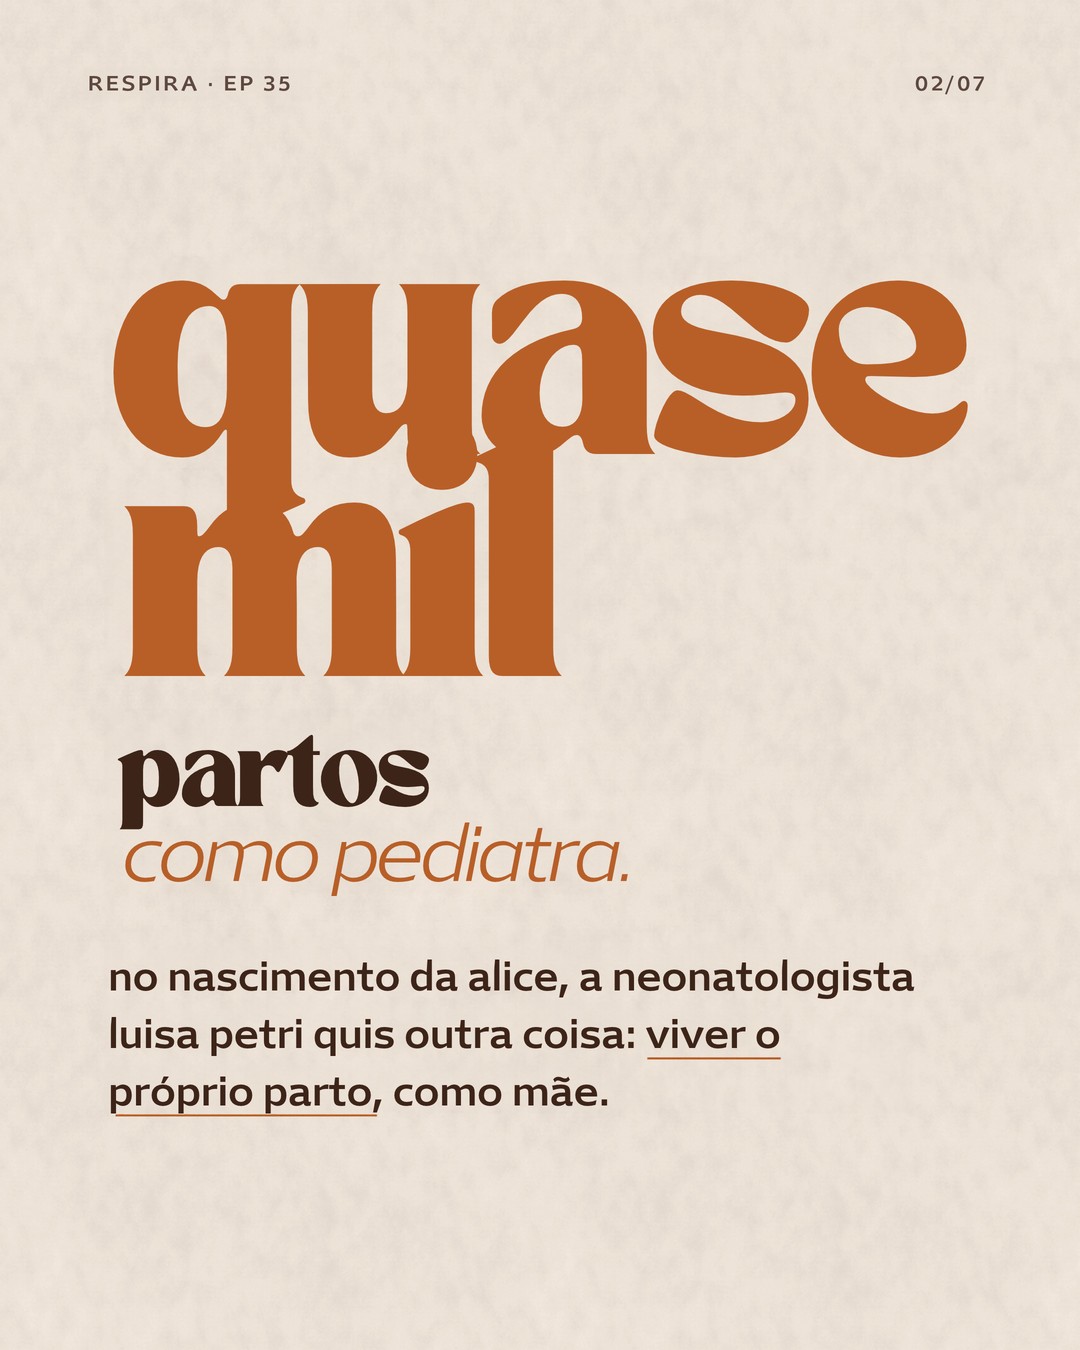 RESPIRA · EP 35
02/07
quase
mil
partos
como pediatra.
no nascimento da alice, a neonatologista
luisa petri quis outra coisa: viver o
próprio parto, como mãe.